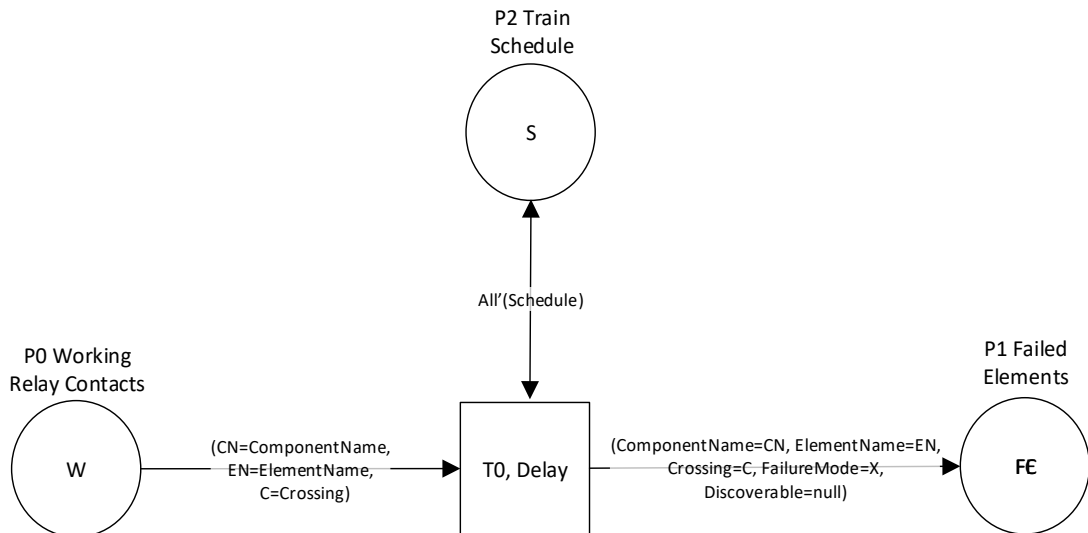 P2 Train
Schedule
S
All’(Schedule)
P0 Working
Relay Contacts
W
(CN=ComponentName,
EN=ElementName,
C=Crossing)
T0, Delay
(ComponentName=CN, ElementName=EN,
Crossing=C, FailureMode=X,
Discoverable=null)
P1 Failed
Elements